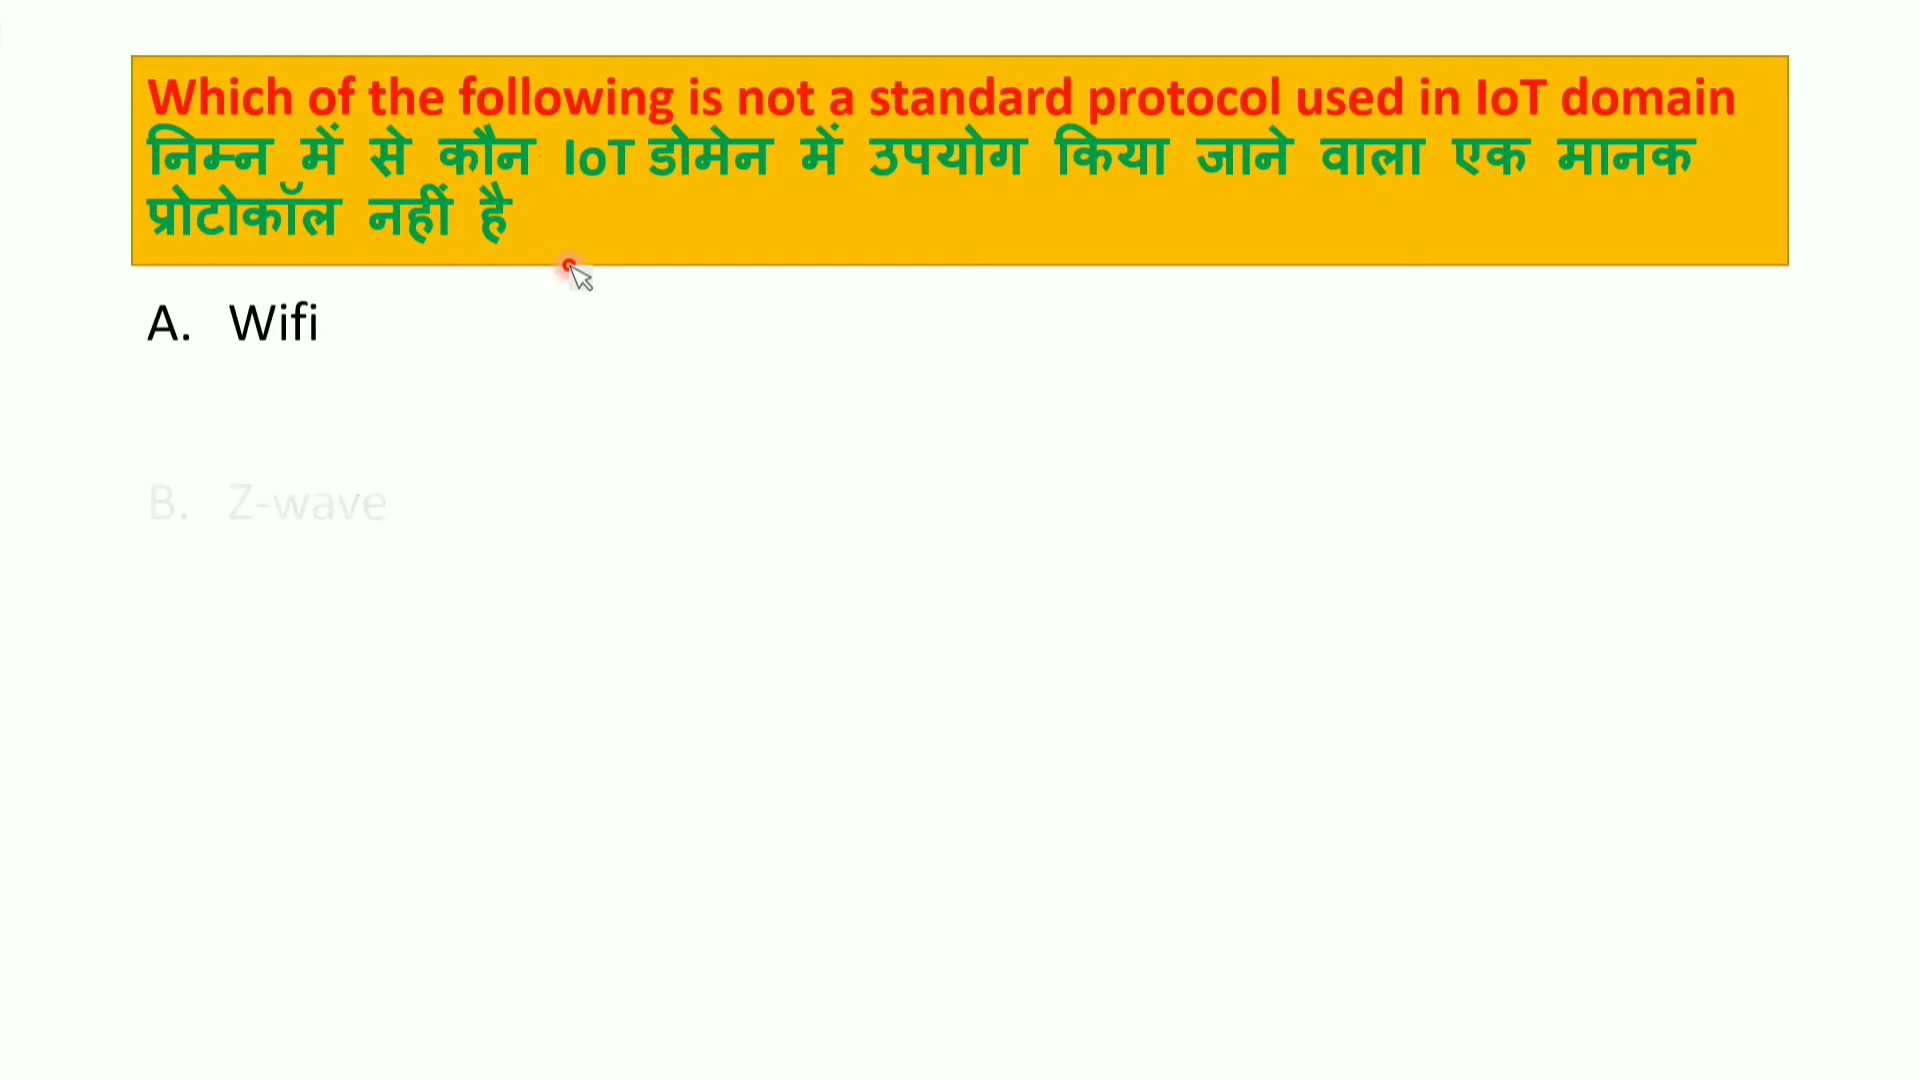 Which of the following is not a standard protocol used in IoT domain
निम्न में से कौन IoT डोमेन में उपयोग किया जाने वाला एक मानक
प्रोटोकॉल नहीं है
A. Wifi
B. Z-wave